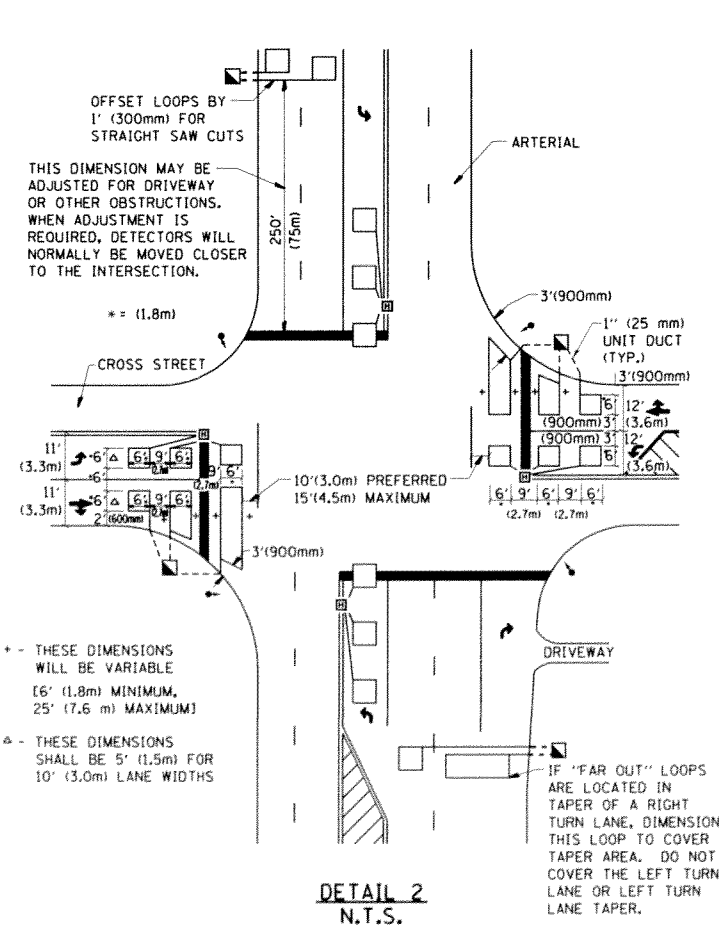 OFFSET LOOPS BY
1' (300mm) FOR
STRAIGHT SAW CUTS
THIS DIMENSION MAY BE
ADJUSTED FOR DRIVEWAY
OR OTHER OBSTRUCTIONS.
WHEN ADJUSTMENT IS
REQUIRED, DETECTORS WILL
NORMALLY BE MOVED CLOSER
TO THE INTERSECTION.
* = (1.8m)
250'
(75m)
ARTERIAL
CROSS STREET
3'(900mm)
1'' (25 mm)
UNIT DUCT
(TYP.)
3'(900mm)
6'
12'
(3.6m)
(900mm) 3'
(900mm) 3'
12'
6'
(3.6m)
6' 9' 6' 9' 6'
(2.7m) (2.7m)
H
H
H
H
11'
(3.3m)
*6' △ 6' 9' 6'
*6'
11'
(3.3m)
*6' △ 6' 9' 6'
2' (600mm)
9' 6'
(2.7m)
10'(3.0m) PREFERRED
15'(4.5m) MAXIMUM
3'(900mm)
+ - THESE DIMENSIONS
WILL BE VARIABLE
[6' (1.8m) MINIMUM,
25' (7.6 m) MAXIMUM]
△ - THESE DIMENSIONS
SHALL BE 5' (1.5m) FOR
10' (3.0m) LANE WIDTHS
DRIVEWAY
IF "FAR OUT" LOOPS
ARE LOCATED IN
TAPER OF A RIGHT
TURN LANE, DIMENSION
THIS LOOP TO COVER
TAPER AREA. DO NOT
COVER THE LEFT TURN
LANE OR LEFT TURN
LANE TAPER.
DETAIL 2
N.T.S.